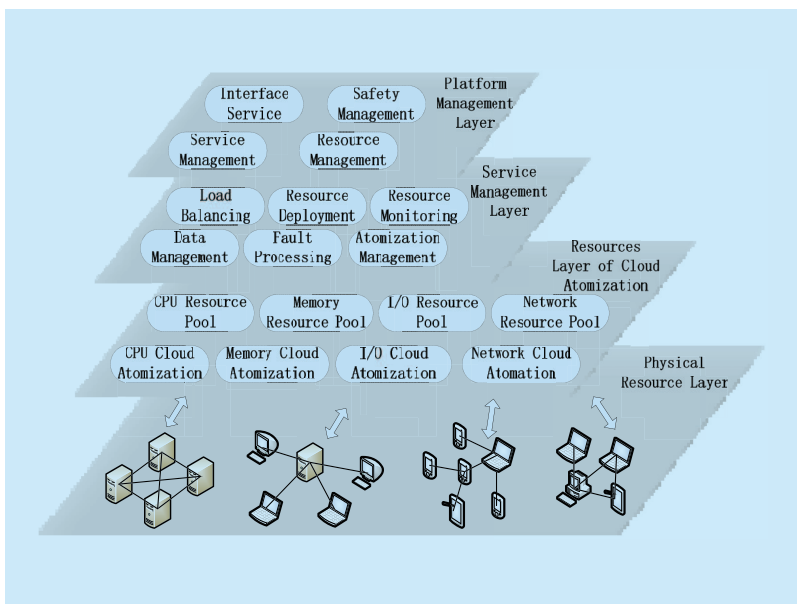 Interface
Service
Safety
Management
Platform
Management
Layer
Service
Management
Resource
Management
Service
Management
Layer
Load
Balancing
Resource
Deployment
Resource
Monitoring
Data
Management
Fault
Processing
Atomization
Management
Resources
Layer of Cloud
Atomization
CPU Resource
Pool
Memory
Resource Pool
I/O Resource
Pool
Network
Resource Pool
CPU Cloud
Atomization
Memory Cloud
Atomization
I/O Cloud
Atomization
Network Cloud
Atomation
Physical
Resource Layer